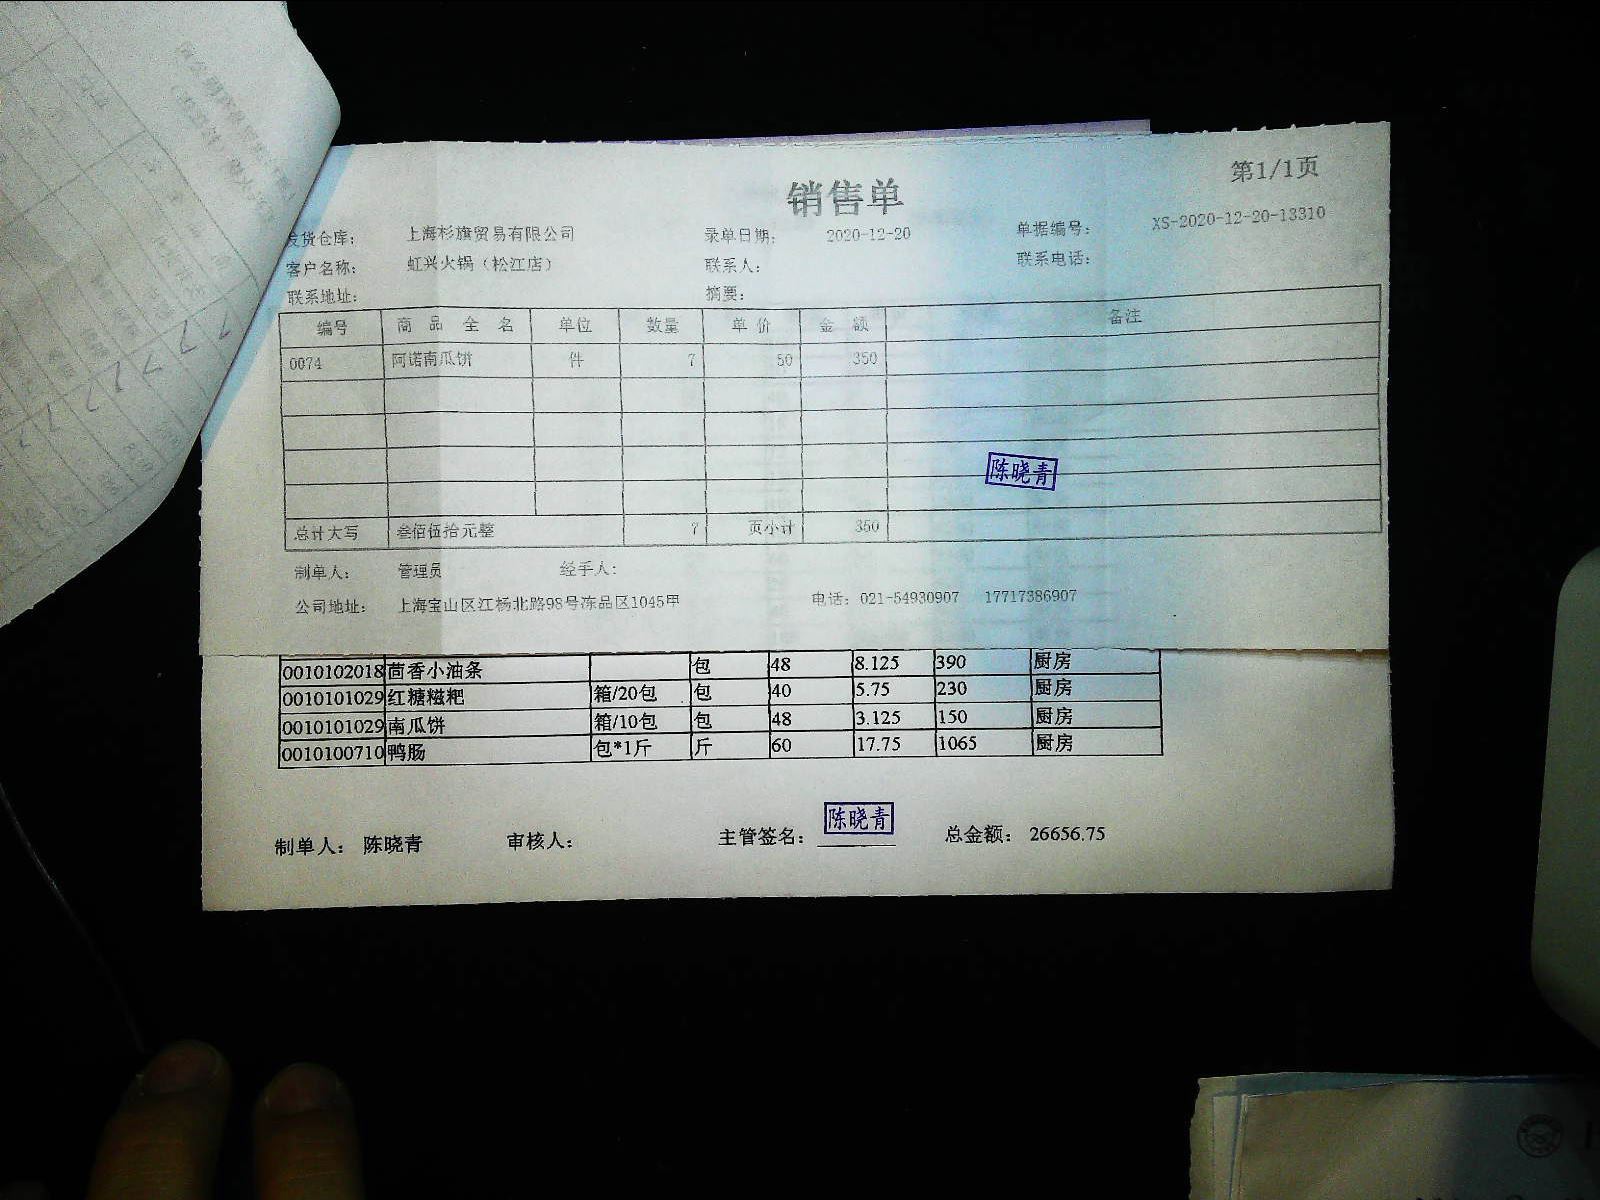 销售单
第1/1页
发货仓库： 上海杉旗贸易有限公司 录单日期： 2020-12-20 单据编号： XS-2020-12-20-13310
客户名称： 虹兴火锅（松江店） 联系人： 联系电话：
联系地址： 摘要：
编号 商品全名 单位 数量 单价 金额 备注
0074 阿诺南瓜饼 件 7 50 350
陈晓青
总计大写 叁佰伍拾元整 7 页小计 350
制单人： 管理员 经手人：
公司地址： 上海宝山区江杨北路98号冻品区1045甲 电话：021-54930907 17717386907
0010102018 茴香小油条 包 48 8.125 390 厨房
0010101029 红糖糍粑 箱/20包 包 40 5.75 230 厨房
0010101029 南瓜饼 箱/10包 包 48 3.125 150 厨房
0010100710 鸭肠 包*1斤 斤 60 17.75 1065 厨房
制单人： 陈晓青 审核人： 主管签名： 陈晓青 总金额： 26656.75